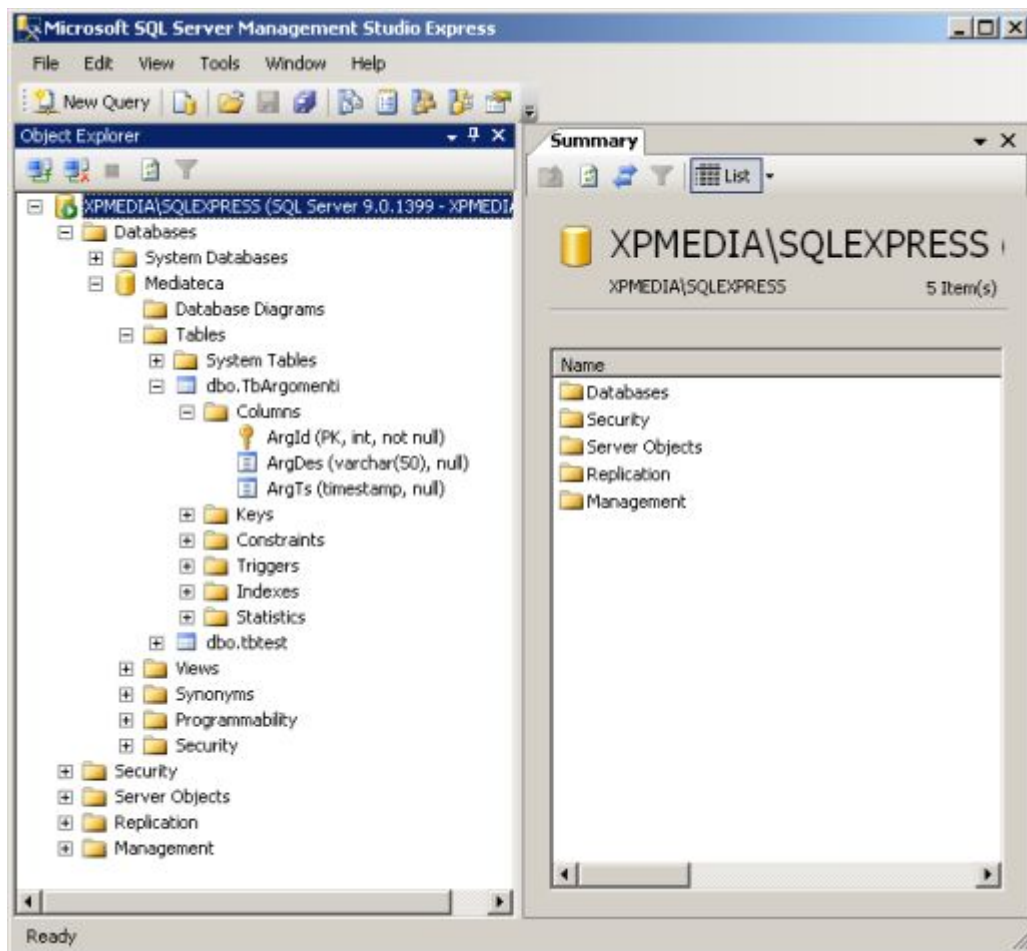 Microsoft SQL Server Management Studio Express
File Edit View Tools Window Help
New Query
Object Explorer
XPMEDIA\SQLEXPRESS (SQL Server 9.0.1399 - XPMEDI
Databases
System Databases
Mediateca
Database Diagrams
Tables
System Tables
dbo.TbArgomenti
Columns
ArgId (PK, int, not null)
ArgDes (varchar(50), null)
ArgTs (timestamp, null)
Keys
Constraints
Triggers
Indexes
Statistics
dbo.tbtest
Views
Synonyms
Programmability
Security
Security
Server Objects
Replication
Management
Summary
List
XPMEDIA\SQLEXPRESS (
XPMEDIA\SQLEXPRESS 5 Item(s)
Name
Databases
Security
Server Objects
Replication
Management
Ready